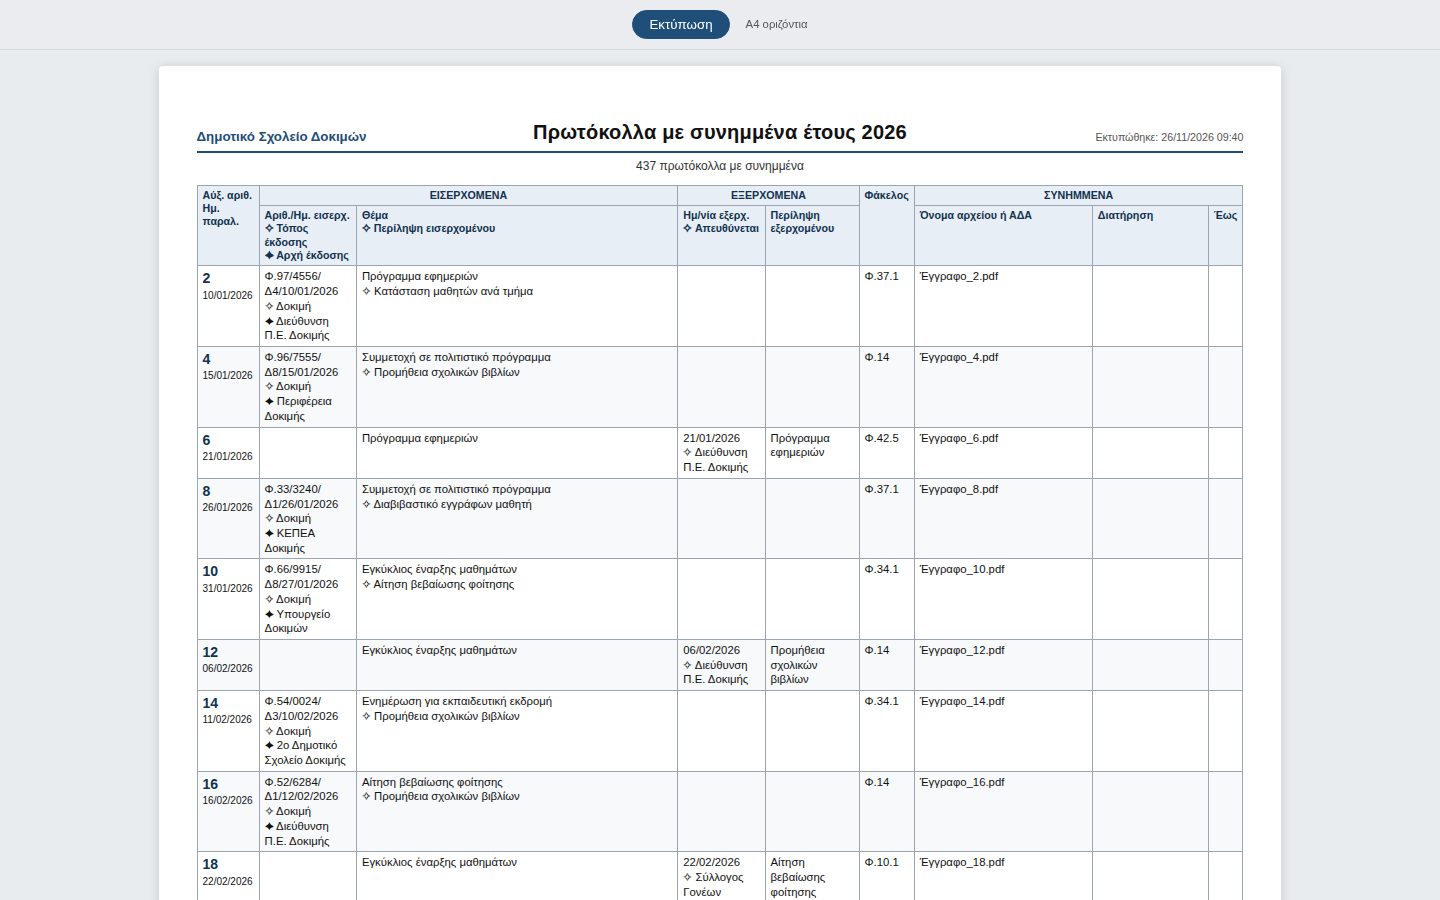 Εκτύπωση
A4 οριζόντια
Δημοτικό Σχολείο Δοκιμών
Πρωτόκολλα με συνημμένα έτους 2026
Εκτυπώθηκε: 26/11/2026 09:40
437 πρωτόκολλα με συνημμένα
Αύξ. αριθ.
Ημ.
παραλ.
ΕΙΣΕΡΧΟΜΕΝΑ
ΕΞΕΡΧΟΜΕΝΑ
Φάκελος
ΣΥΝΗΜΜΕΝΑ
Αριθ./Ημ. εισερχ.
✧ Τόπος
έκδοσης
✦ Αρχή έκδοσης
Θέμα
✧ Περίληψη εισερχομένου
Ημ/νία εξερχ.
✧ Απευθύνεται
Περίληψη
εξερχομένου
Όνομα αρχείου ή ΑΔΑ
Διατήρηση
Έως
2
10/01/2026
Φ.97/4556/
Δ4/10/01/2026
✧ Δοκιμή
✦ Διεύθυνση
Π.Ε. Δοκιμής
Πρόγραμμα εφημεριών
✧ Κατάσταση μαθητών ανά τμήμα
Φ.37.1
Έγγραφο_2.pdf
4
15/01/2026
Φ.96/7555/
Δ8/15/01/2026
✧ Δοκιμή
✦ Περιφέρεια
Δοκιμής
Συμμετοχή σε πολιτιστικό πρόγραμμα
✧ Προμήθεια σχολικών βιβλίων
Φ.14
Έγγραφο_4.pdf
6
21/01/2026
Πρόγραμμα εφημεριών
21/01/2026
✧ Διεύθυνση
Π.Ε. Δοκιμής
Πρόγραμμα
εφημεριών
Φ.42.5
Έγγραφο_6.pdf
8
26/01/2026
Φ.33/3240/
Δ1/26/01/2026
✧ Δοκιμή
✦ ΚΕΠΕΑ
Δοκιμής
Συμμετοχή σε πολιτιστικό πρόγραμμα
✧ Διαβιβαστικό εγγράφων μαθητή
Φ.37.1
Έγγραφο_8.pdf
10
31/01/2026
Φ.66/9915/
Δ8/27/01/2026
✧ Δοκιμή
✦ Υπουργείο
Δοκιμών
Εγκύκλιος έναρξης μαθημάτων
✧ Αίτηση βεβαίωσης φοίτησης
Φ.34.1
Έγγραφο_10.pdf
12
06/02/2026
Εγκύκλιος έναρξης μαθημάτων
06/02/2026
✧ Διεύθυνση
Π.Ε. Δοκιμής
Προμήθεια
σχολικών
βιβλίων
Φ.14
Έγγραφο_12.pdf
14
11/02/2026
Φ.54/0024/
Δ3/10/02/2026
✧ Δοκιμή
✦ 2ο Δημοτικό
Σχολείο Δοκιμής
Ενημέρωση για εκπαιδευτική εκδρομή
✧ Προμήθεια σχολικών βιβλίων
Φ.34.1
Έγγραφο_14.pdf
16
16/02/2026
Φ.52/6284/
Δ1/12/02/2026
✧ Δοκιμή
✦ Διεύθυνση
Π.Ε. Δοκιμής
Αίτηση βεβαίωσης φοίτησης
✧ Προμήθεια σχολικών βιβλίων
Φ.14
Έγγραφο_16.pdf
18
22/02/2026
Εγκύκλιος έναρξης μαθημάτων
22/02/2026
✧ Σύλλογος
Γονέων
Αίτηση
βεβαίωσης
φοίτησης
Φ.10.1
Έγγραφο_18.pdf